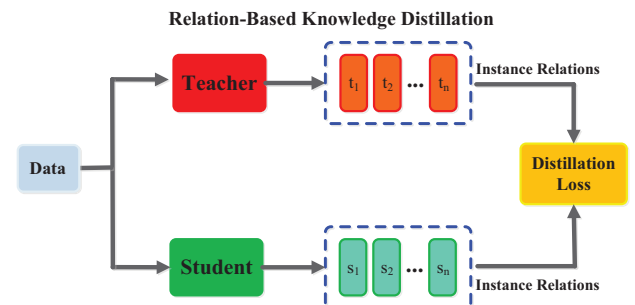 Relation-Based Knowledge Distillation
Teacher
t1 t2 ... tn
Instance Relations
Data
Distillation
Loss
Student
s1 s2 ... sn
Instance Relations